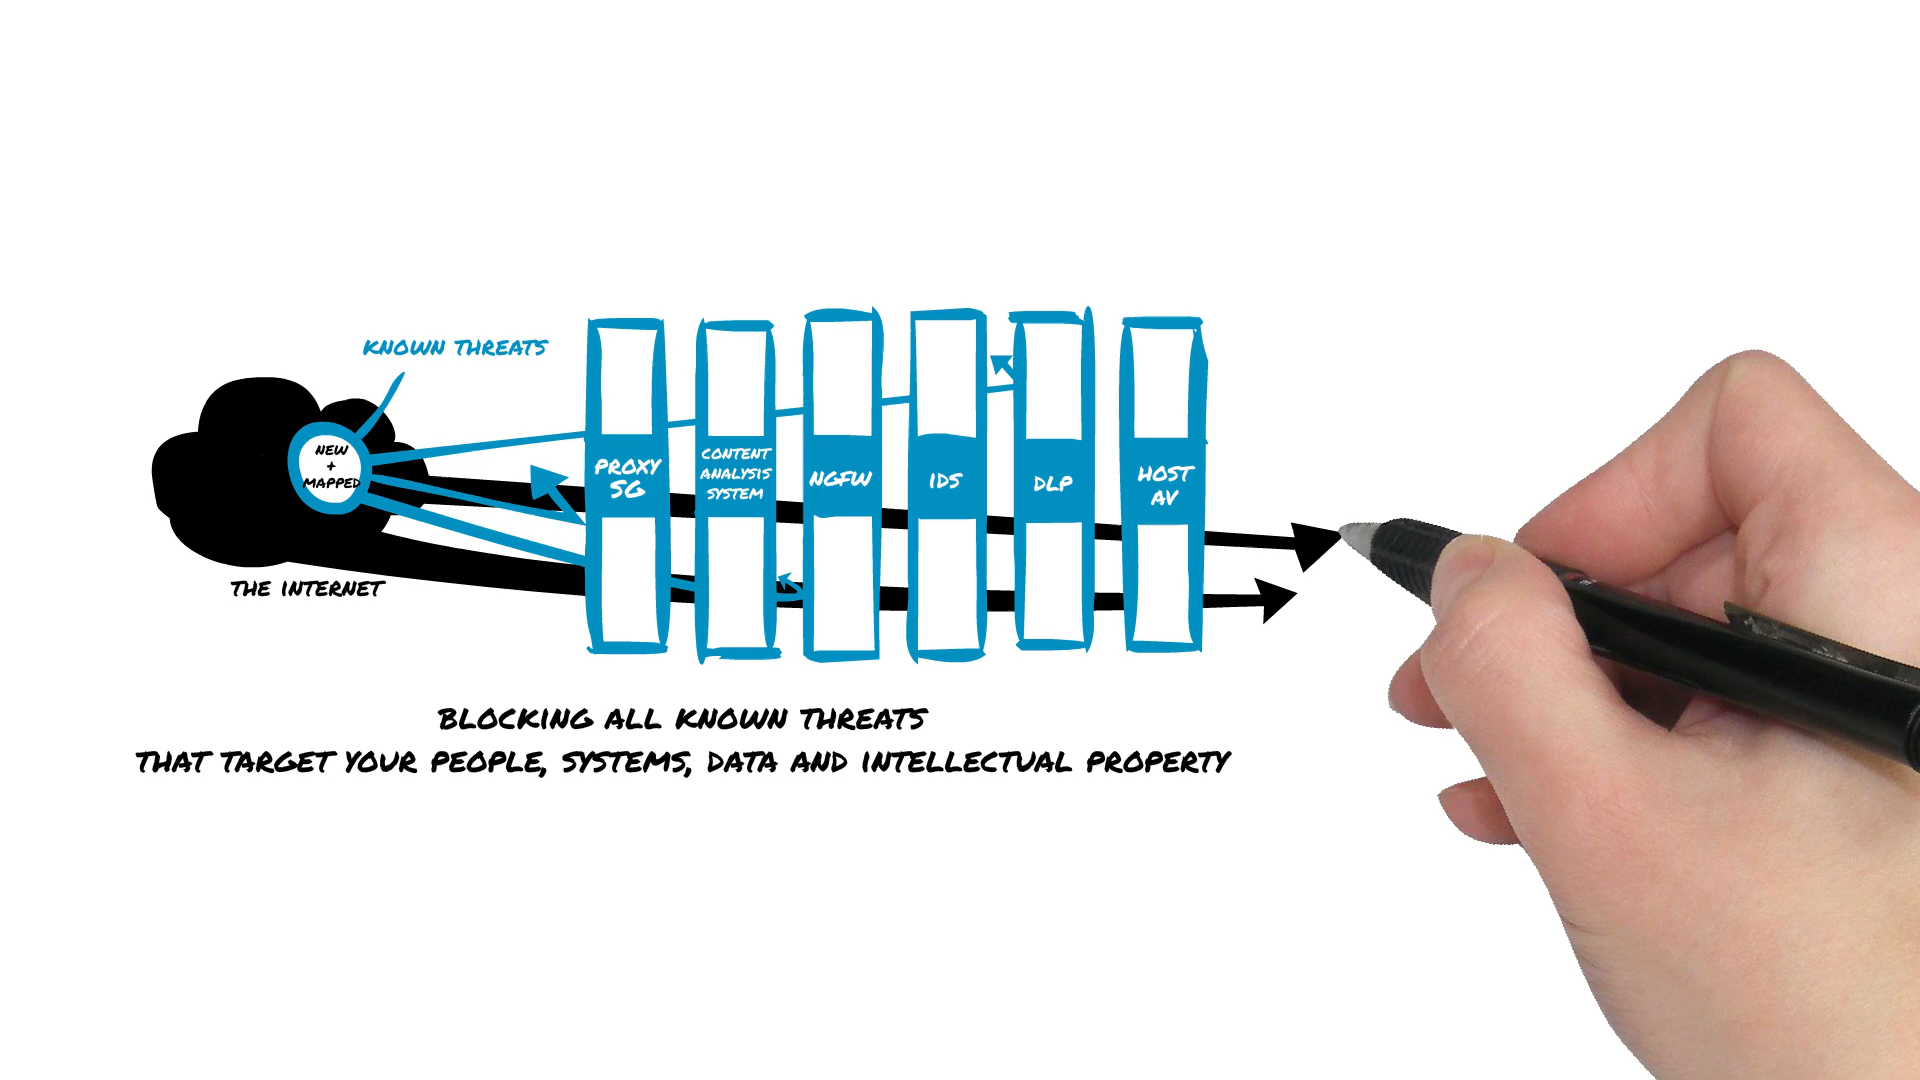 KNOWN THREATS
NEW
+
MAPPED
THE INTERNET
PROXY
SG
CONTENT
ANALYSIS
SYSTEM
NGFW
IDS
DLP
HOST
AV
BLOCKING ALL KNOWN THREATS
THAT TARGET YOUR PEOPLE, SYSTEMS, DATA AND INTELLECTUAL PROPERTY